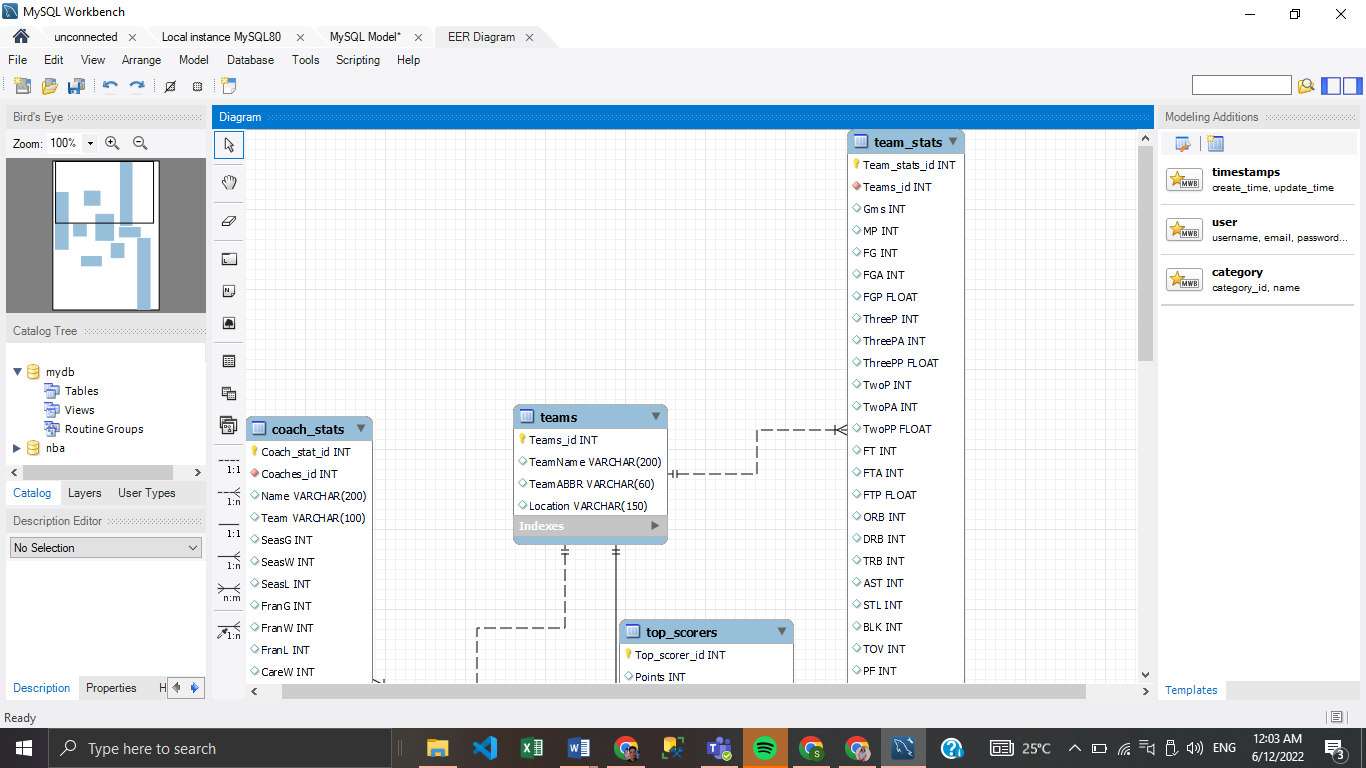 MySQL Workbench
unconnected
Local instance MySQL80
MySQL Model*
EER Diagram
File Edit View Arrange Model Database Tools Scripting Help
Bird's Eye
Zoom: 100%
Catalog Tree
mydb
Tables
Views
Routine Groups
nba
Catalog Layers User Types
Description Editor
No Selection
Description Properties H
Ready
1:1
1:n
1:1
1:n
n:m
1:n
Diagram
coach_stats
Coach_stat_id INT
Coaches_id INT
Name VARCHAR(200)
Team VARCHAR(100)
SeasG INT
SeasW INT
SeasL INT
FranG INT
FranW INT
FranL INT
CareW INT
teams
Teams_id INT
TeamName VARCHAR(200)
TeamABBR VARCHAR(60)
Location VARCHAR(150)
Indexes
top_scorers
Top_scorer_id INT
Points INT
team_stats
Team_stats_id INT
Teams_id INT
Gms INT
MP INT
FG INT
FGA INT
FGP FLOAT
ThreeP INT
ThreePA INT
ThreePP FLOAT
TwoP INT
TwoPA INT
TwoPP FLOAT
FT INT
FTA INT
FTP FLOAT
ORB INT
DRB INT
TRB INT
AST INT
STL INT
BLK INT
TOV INT
PF INT
Modeling Additions
MWB
timestamps
create_time, update_time
MWB
user
username, email, password...
MWB
category
category_id, name
Templates
Type here to search
25°C
ENG
12:03 AM
6/12/2022
3